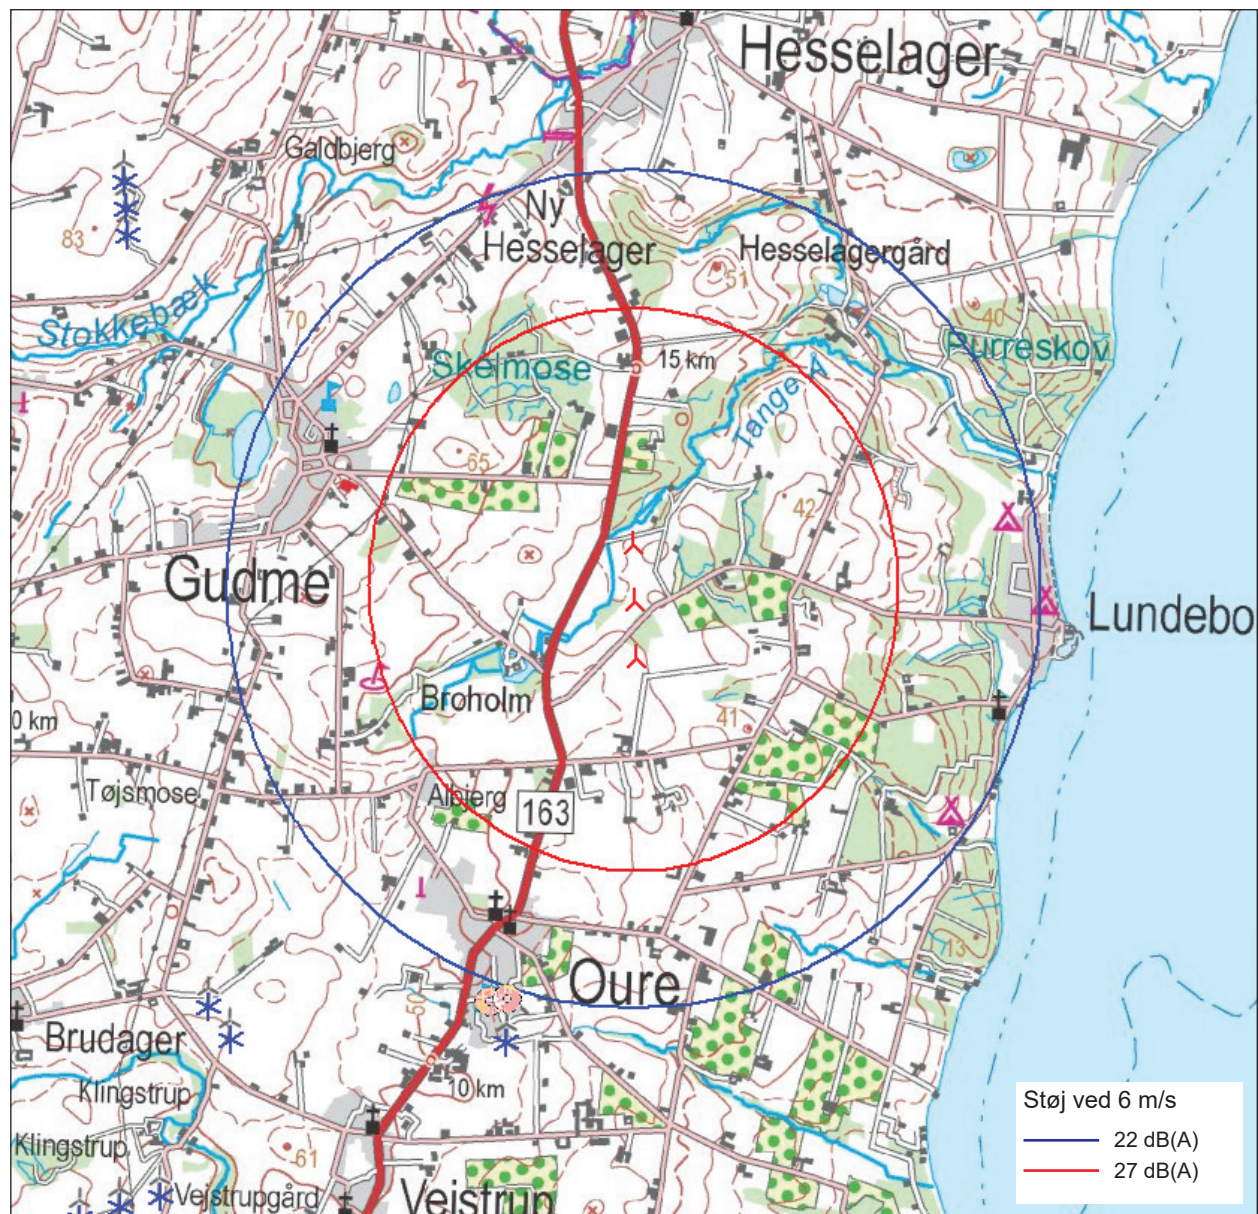 Hesselager
Galdbjerg
Ny
Hesselager
Hesselagergård
83
51
Stokkebæk
70
40
Purreskov
Skelmose
15 km
Tange Å
65
42
Gudme
Lundebo
Broholm
0 km
41
Tøjsmose
Albjerg
163
13
Oure
50
Brudager
10 km
Klingstrup
Klingstrup
61
Vejstrupgård
Vejstrup
Støj ved 6 m/s
22 dB(A)
27 dB(A)